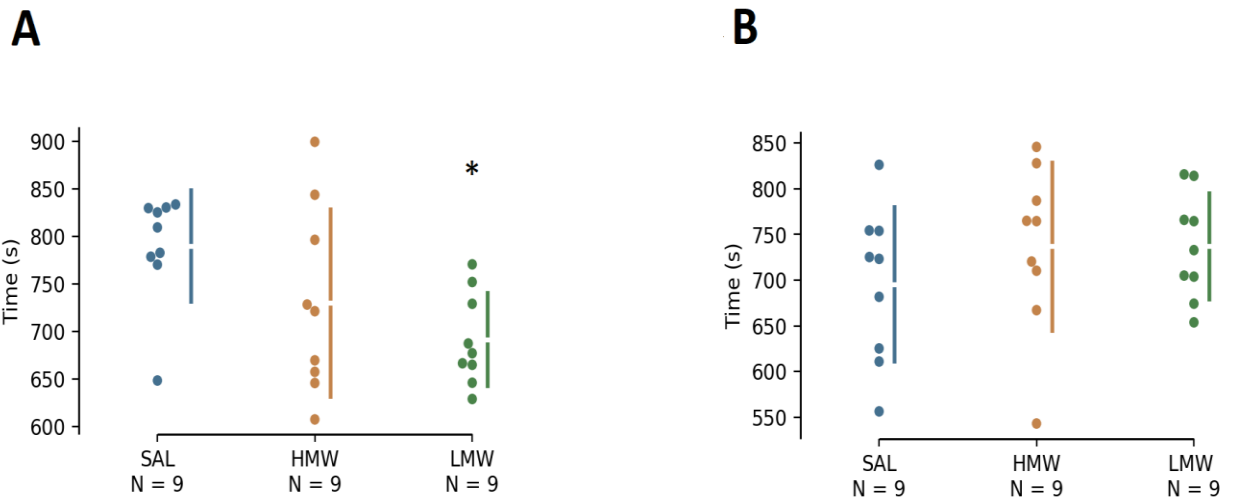 A
B
Time (s)
900
850
800
750
700
650
600
*
SAL
N = 9
HMW
N = 9
LMW
N = 9
Time (s)
850
800
750
700
650
600
550
SAL
N = 9
HMW
N = 9
LMW
N = 9